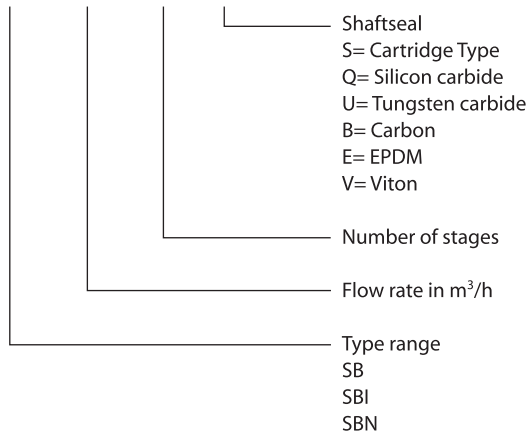 Shaftseal
S= Cartridge Type
Q= Silicon carbide
U= Tungsten carbide
B= Carbon
E= EPDM
V= Viton
Number of stages
Flow rate in m³/h
Type range
SB
SBI
SBN